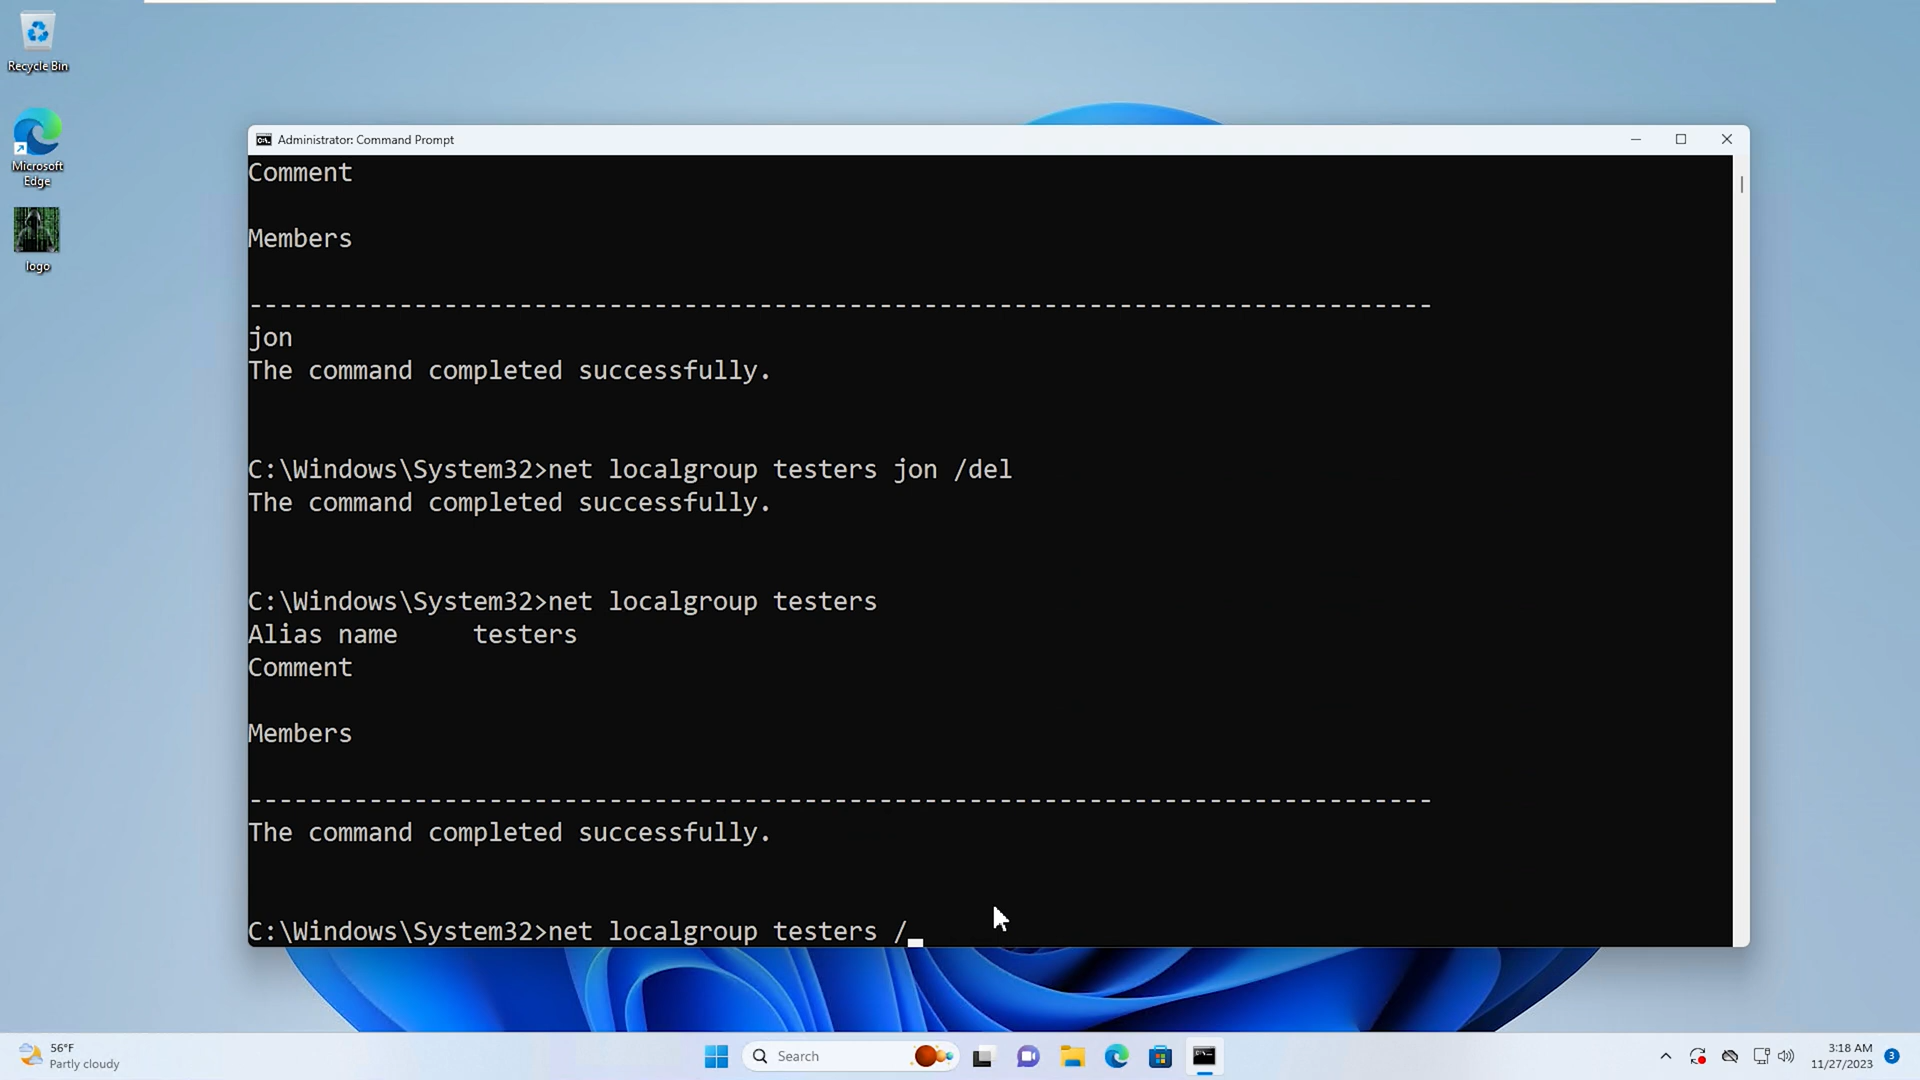 Recycle Bin
Microsoft
Edge
logo
Administrator: Command Prompt
Comment
Members
-------------------------------------------------------------------------------
jon
The command completed successfully.
C:\Windows\System32>net localgroup testers jon /del
The command completed successfully.
C:\Windows\System32>net localgroup testers
Alias name     testers
Comment
Members
-------------------------------------------------------------------------------
The command completed successfully.
C:\Windows\System32>net localgroup testers /
56°F
Partly cloudy
Search
3:18 AM
11/27/2023
3